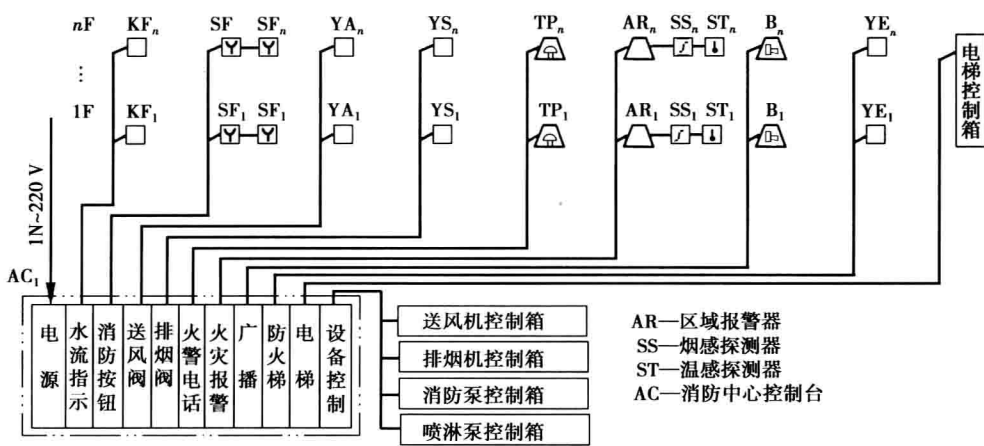 nF KFn SF SFn YAn YSn TPn ARn SSn STn Bn YEn
⋮
1F KF1 SF1 SF1 YA1 YS1 TP1 AR1 SS1 ST1 B1 YE1
电梯控制箱
1N~220 V
AC1
电源
水流指示
消防按钮
送风阀
排烟阀
火警电话
火灾报警
广播
防火梯
电梯
设备控制
送风机控制箱
排烟机控制箱
消防泵控制箱
喷淋泵控制箱
AR—区域报警器
SS—烟感探测器
ST—温感探测器
AC—消防中心控制台